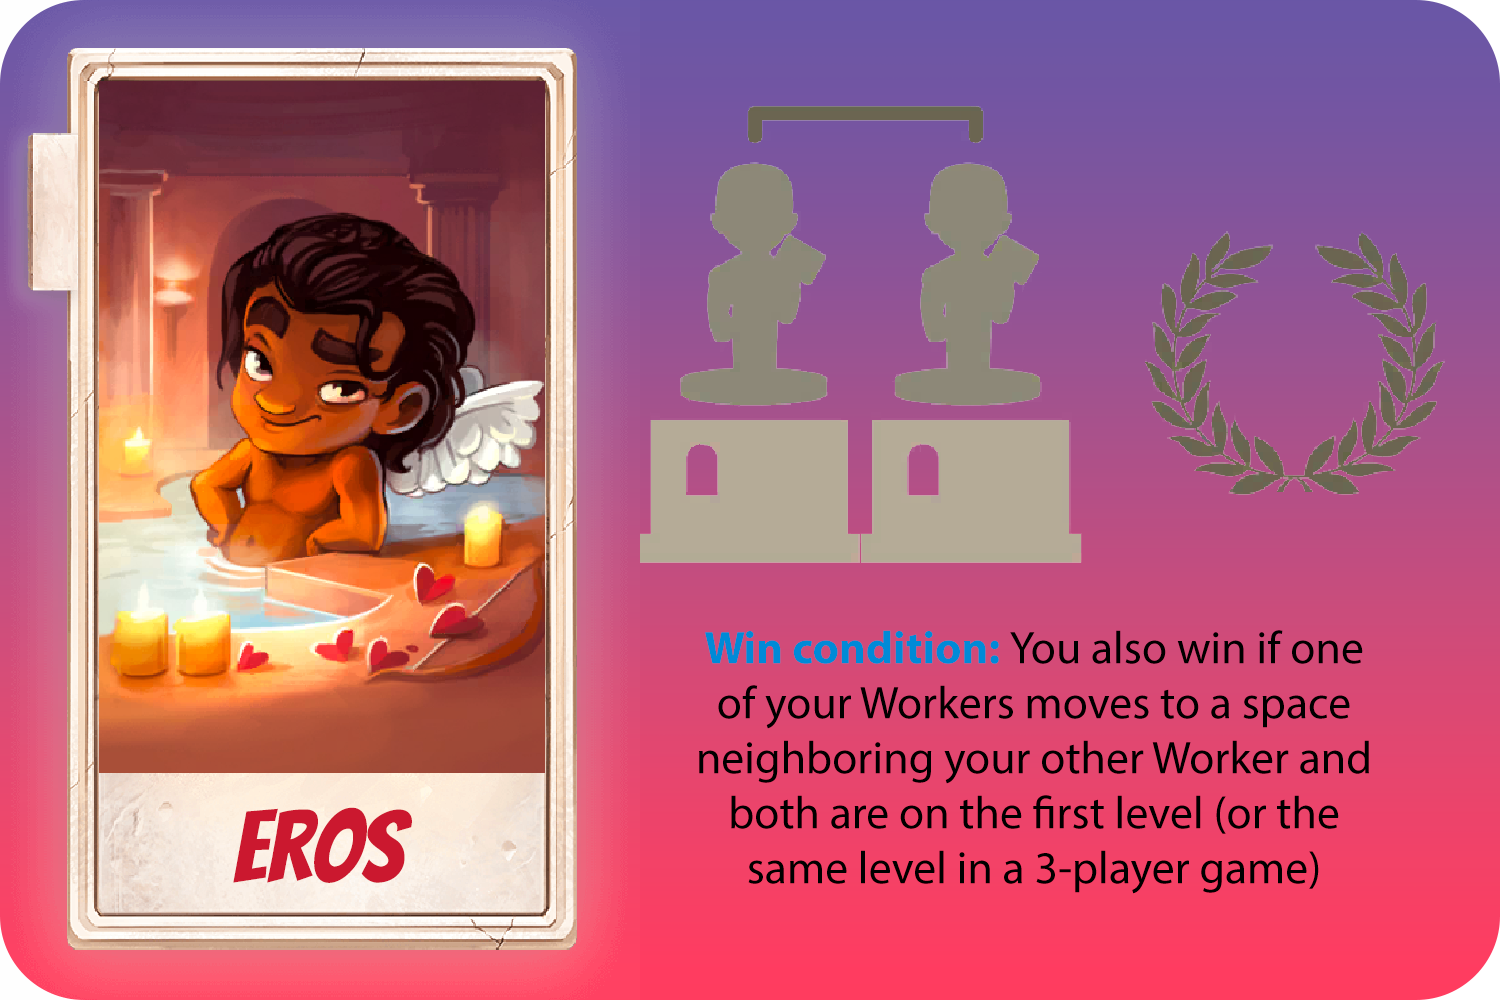 EROS
Win condition: You also win if one
of your Workers moves to a space
neighboring your other Worker and
both are on the first level (or the
same level in a 3-player game)